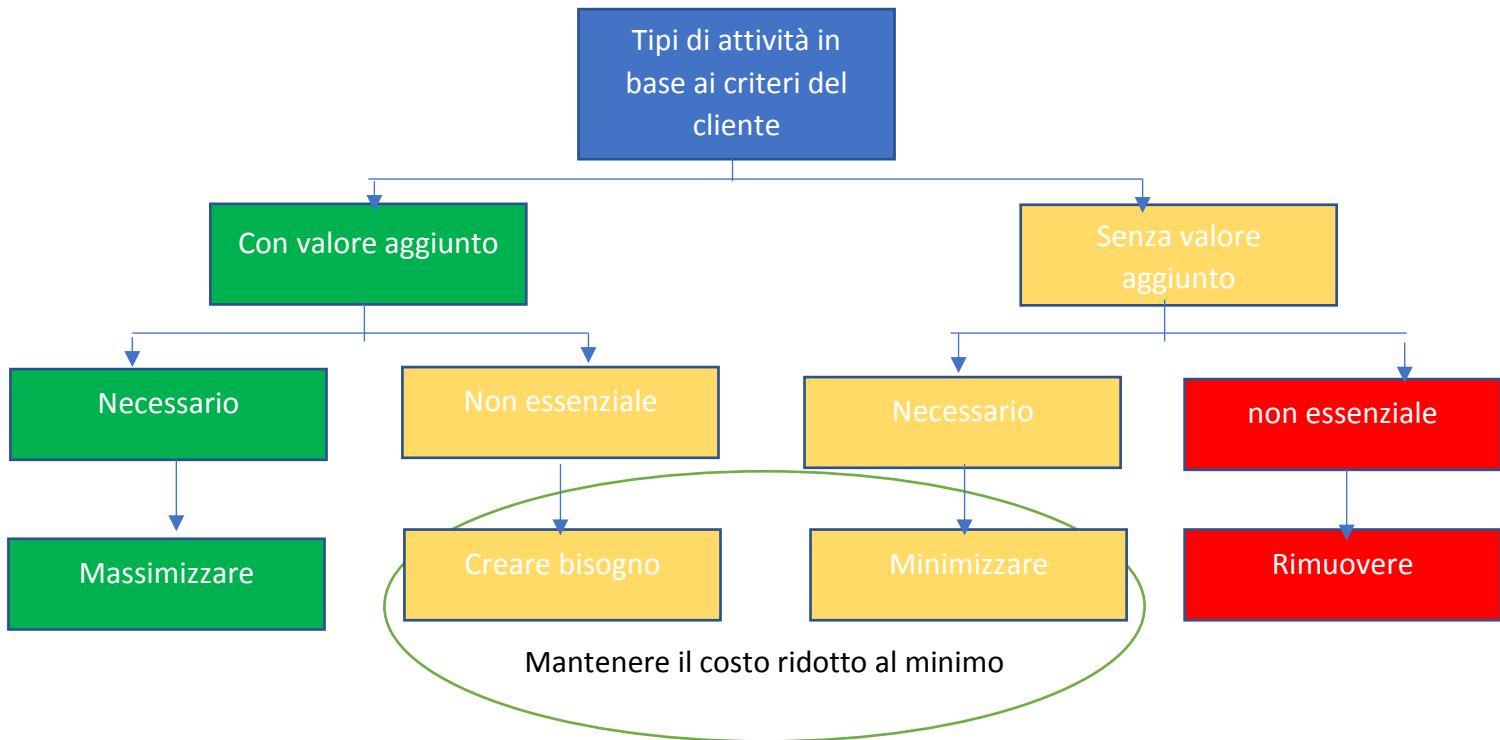 Tipi di attività in
base ai criteri del
cliente
Con valore aggiunto
Senza valore
aggiunto
Necessario
Non essenziale
Necessario
non essenziale
Massimizzare
Creare bisogno
Minimizzare
Rimuovere
Mantenere il costo ridotto al minimo